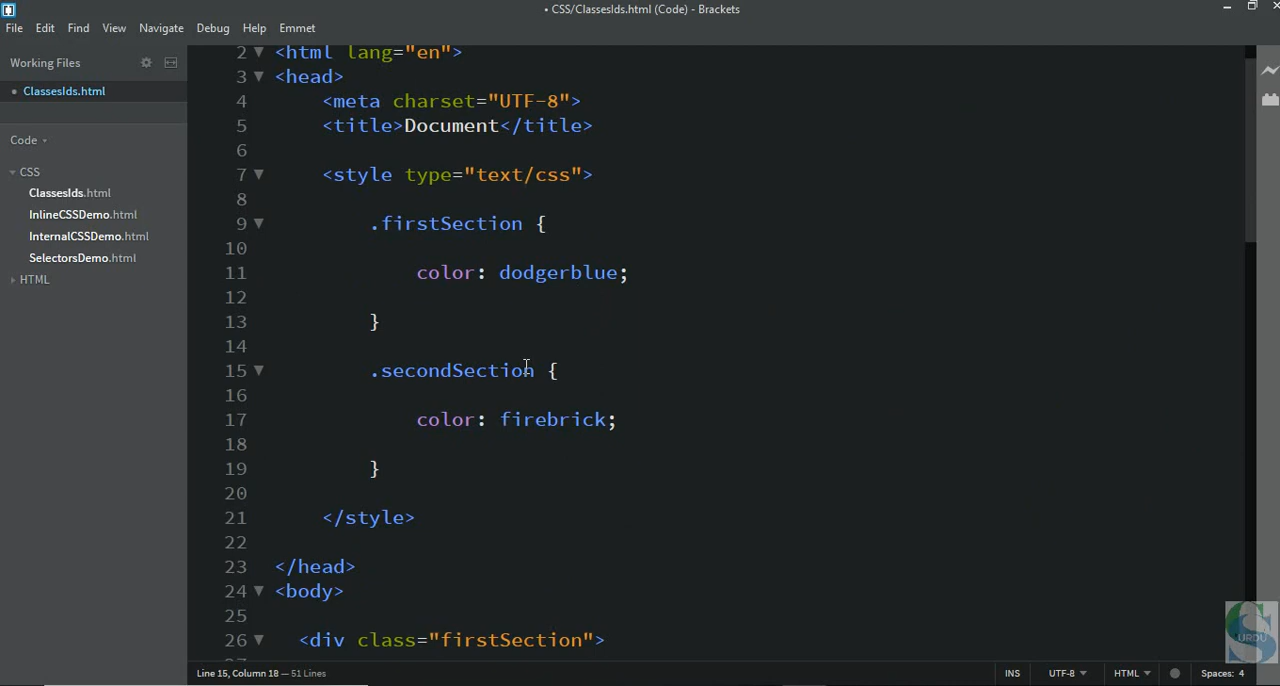 • CSS/ClassesIds.html (Code) - Brackets
File Edit Find View Navigate Debug Help Emmet
Working Files
• ClassesIds.html
Code
CSS
ClassesIds.html
InlineCSSDemo.html
InternalCSSDemo.html
SelectorsDemo.html
HTML
2 <html lang="en">
3 <head>
4 <meta charset="UTF-8">
5 <title>Document</title>
6
7 <style type="text/css">
8
9 .firstSection {
10
11 color: dodgerblue;
12
13 }
14
15 .secondSection {
16
17 color: firebrick;
18
19 }
20
21 </style>
22
23 </head>
24 <body>
25
26 <div class="firstSection">
URDU
Line 15, Column 18 — 51 Lines
INS UTF-8 HTML Spaces: 4